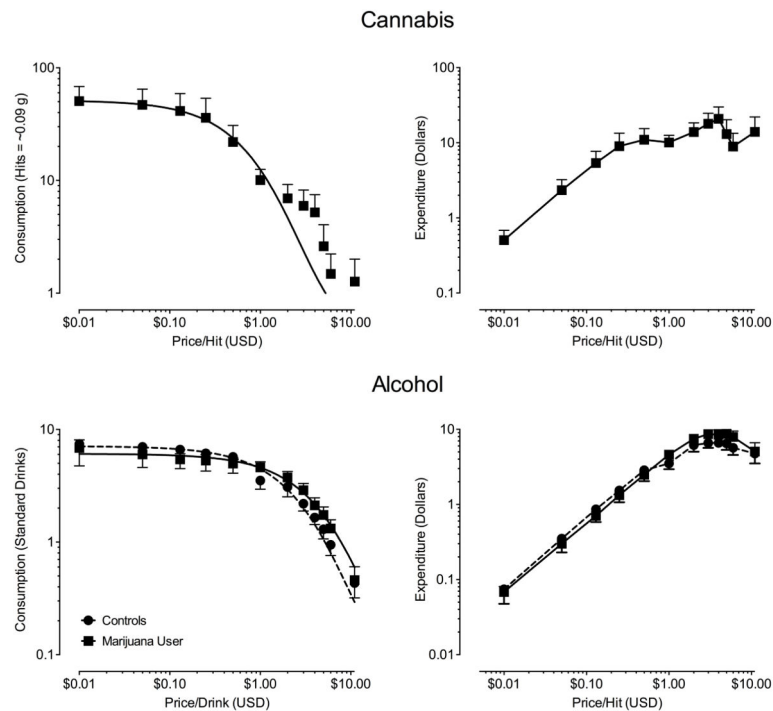 Cannabis
Consumption (Hits = ~0.09 g)
100
10
1
$0.01 $0.10 $1.00 $10.00
Price/Hit (USD)
Expenditure (Dollars)
100
10
1
0.1
$0.01 $0.10 $1.00 $10.00
Price/Hit (USD)
Alcohol
Consumption (Standard Drinks)
10
1
0.1
Controls
Marijuana User
$0.01 $0.10 $1.00 $10.00
Price/Drink (USD)
Expenditure (Dollars)
10
1
0.1
0.01
$0.01 $0.10 $1.00 $10.00
Price/Hit (USD)